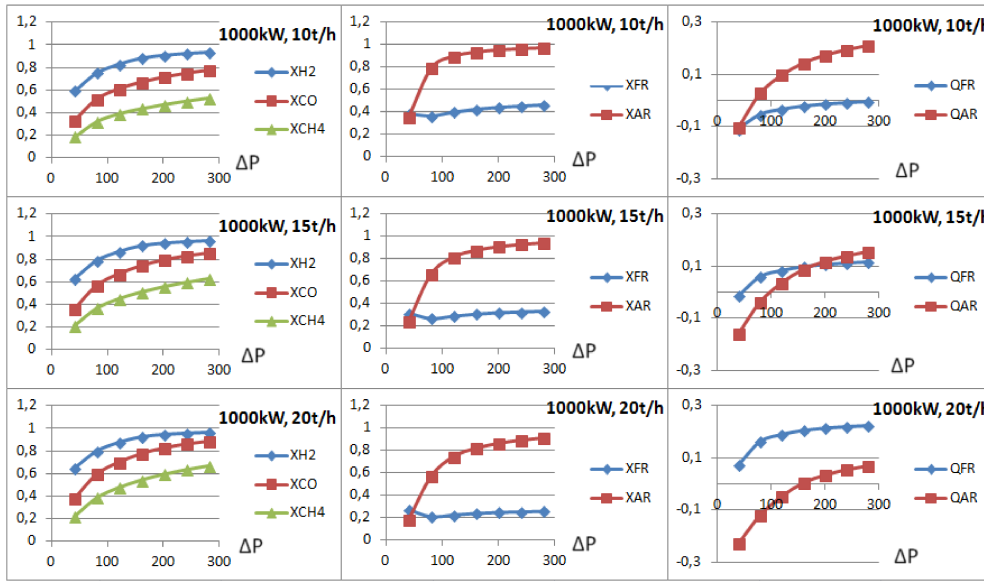 1000kW, 10t/h
1,2
1
0,8
0,6
0,4
0,2
0
0
100
200
300
ΔP
XH2
XCO
XCH4
1000kW, 10t/h
1,2
1
0,8
0,6
0,4
0,2
0
0
100
200
300
ΔP
XFR
XAR
1000kW, 10t/h
0,3
0,1
-0,1
-0,3
0
100
200
300
ΔP
QFR
QAR
1000kW, 15t/h
1,2
1
0,8
0,6
0,4
0,2
0
0
100
200
300
ΔP
XH2
XCO
XCH4
1000kW, 15t/h
1,2
1
0,8
0,6
0,4
0,2
0
0
100
200
300
ΔP
XFR
XAR
1000kW, 15t/h
0,3
0,1
-0,1
-0,3
0
100
200
300
ΔP
QFR
QAR
1000kW, 20t/h
1,2
1
0,8
0,6
0,4
0,2
0
0
100
200
300
ΔP
XH2
XCO
XCH4
1000kW, 20t/h
1,2
1
0,8
0,6
0,4
0,2
0
0
100
200
300
ΔP
XFR
XAR
1000kW, 20t/h
0,3
0,1
-0,1
-0,3
0
100
200
300
ΔP
QFR
QAR